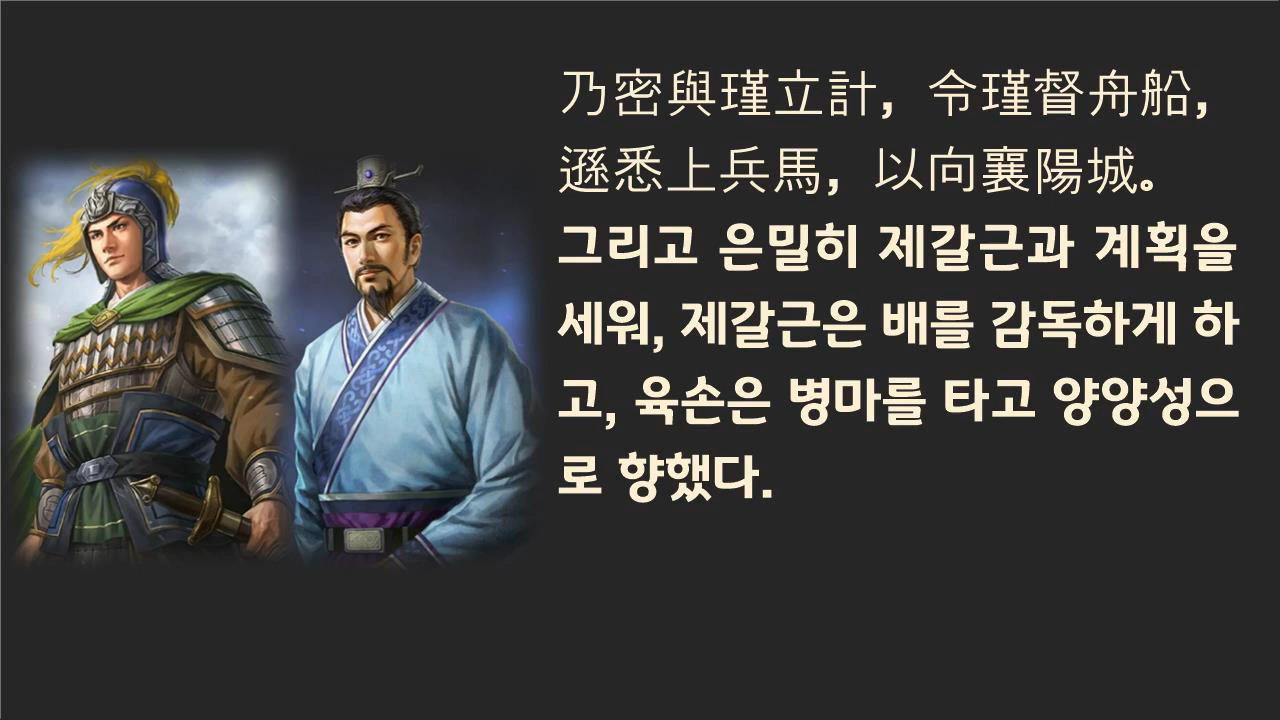 乃密與瑾立計，令瑾督舟船，
遜悉上兵馬，以向襄陽城。
그리고 은밀히 제갈근과 계획을
세워, 제갈근은 배를 감독하게 하
고, 육손은 병마를 타고 양양성으
로 향했다.